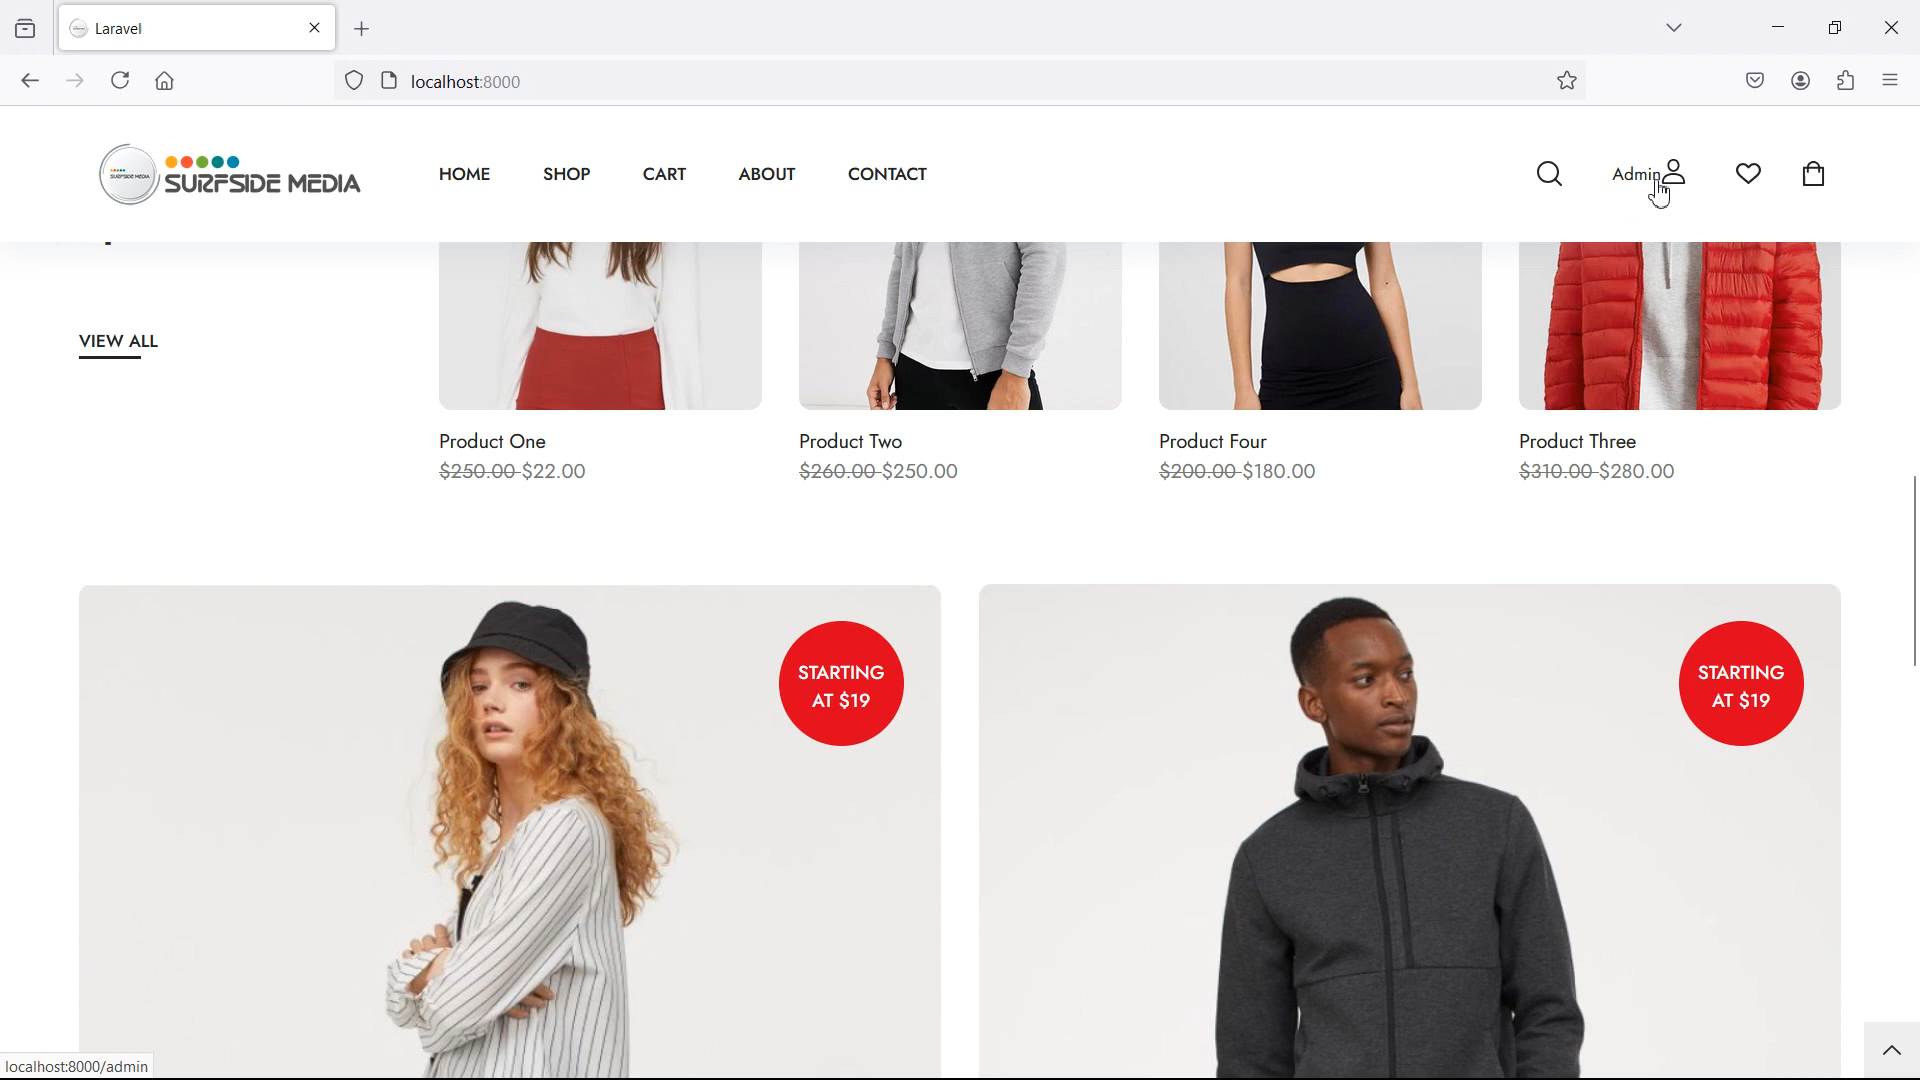 Laravel
localhost:8000
SURFSIDE MEDIA
SURFSIDE MEDIA
HOME
SHOP
CART
ABOUT
CONTACT
Admin
VIEW ALL
Product One
$250.00 $22.00
Product Two
$260.00 $250.00
Product Four
$200.00 $180.00
Product Three
$310.00 $280.00
STARTING
AT $19
STARTING
AT $19
localhost:8000/admin